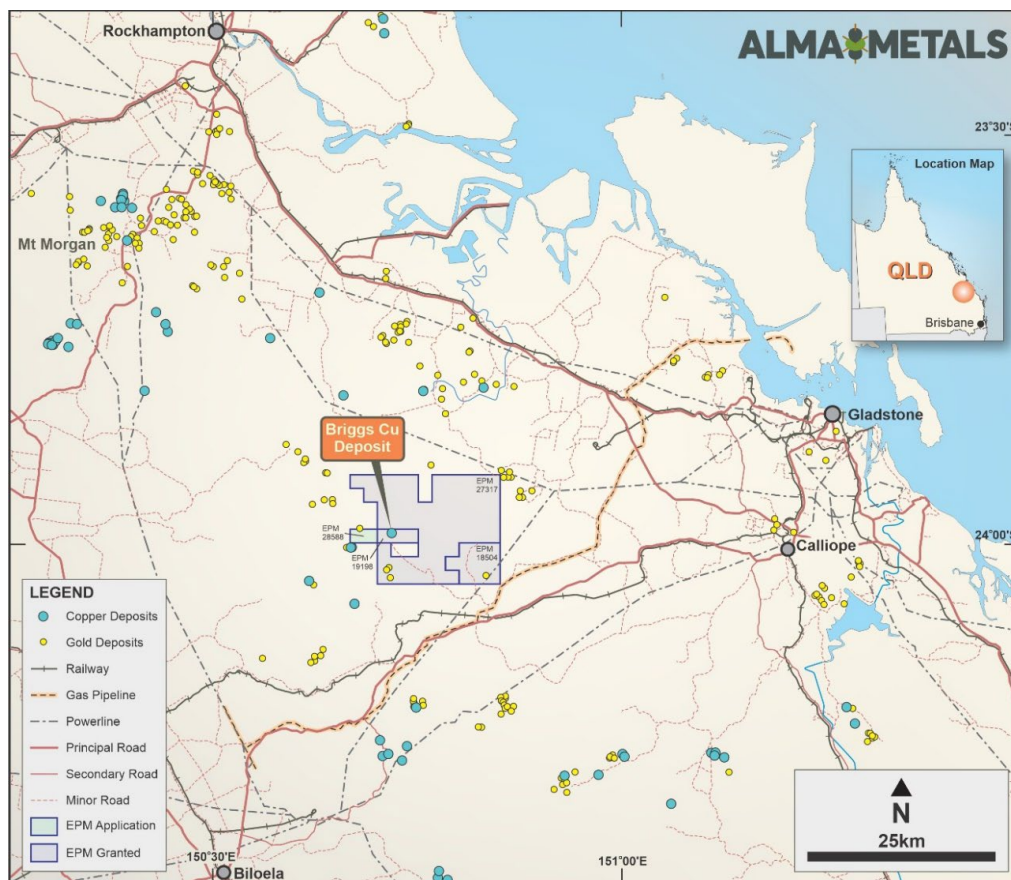 Rockhampton
ALMA METALS
23°30'S
Location Map
QLD
Brisbane
Mt Morgan
Briggs Cu
Deposit
Gladstone
EPM
27317
EPM
28588
EPM
19198
EPM
18504
24°00'S
Calliope
LEGEND
Copper Deposits
Gold Deposits
Railway
Gas Pipeline
Powerline
Principal Road
Secondary Road
Minor Road
EPM Application
EPM Granted
N
25km
150°30'E
Biloela
151°00'E